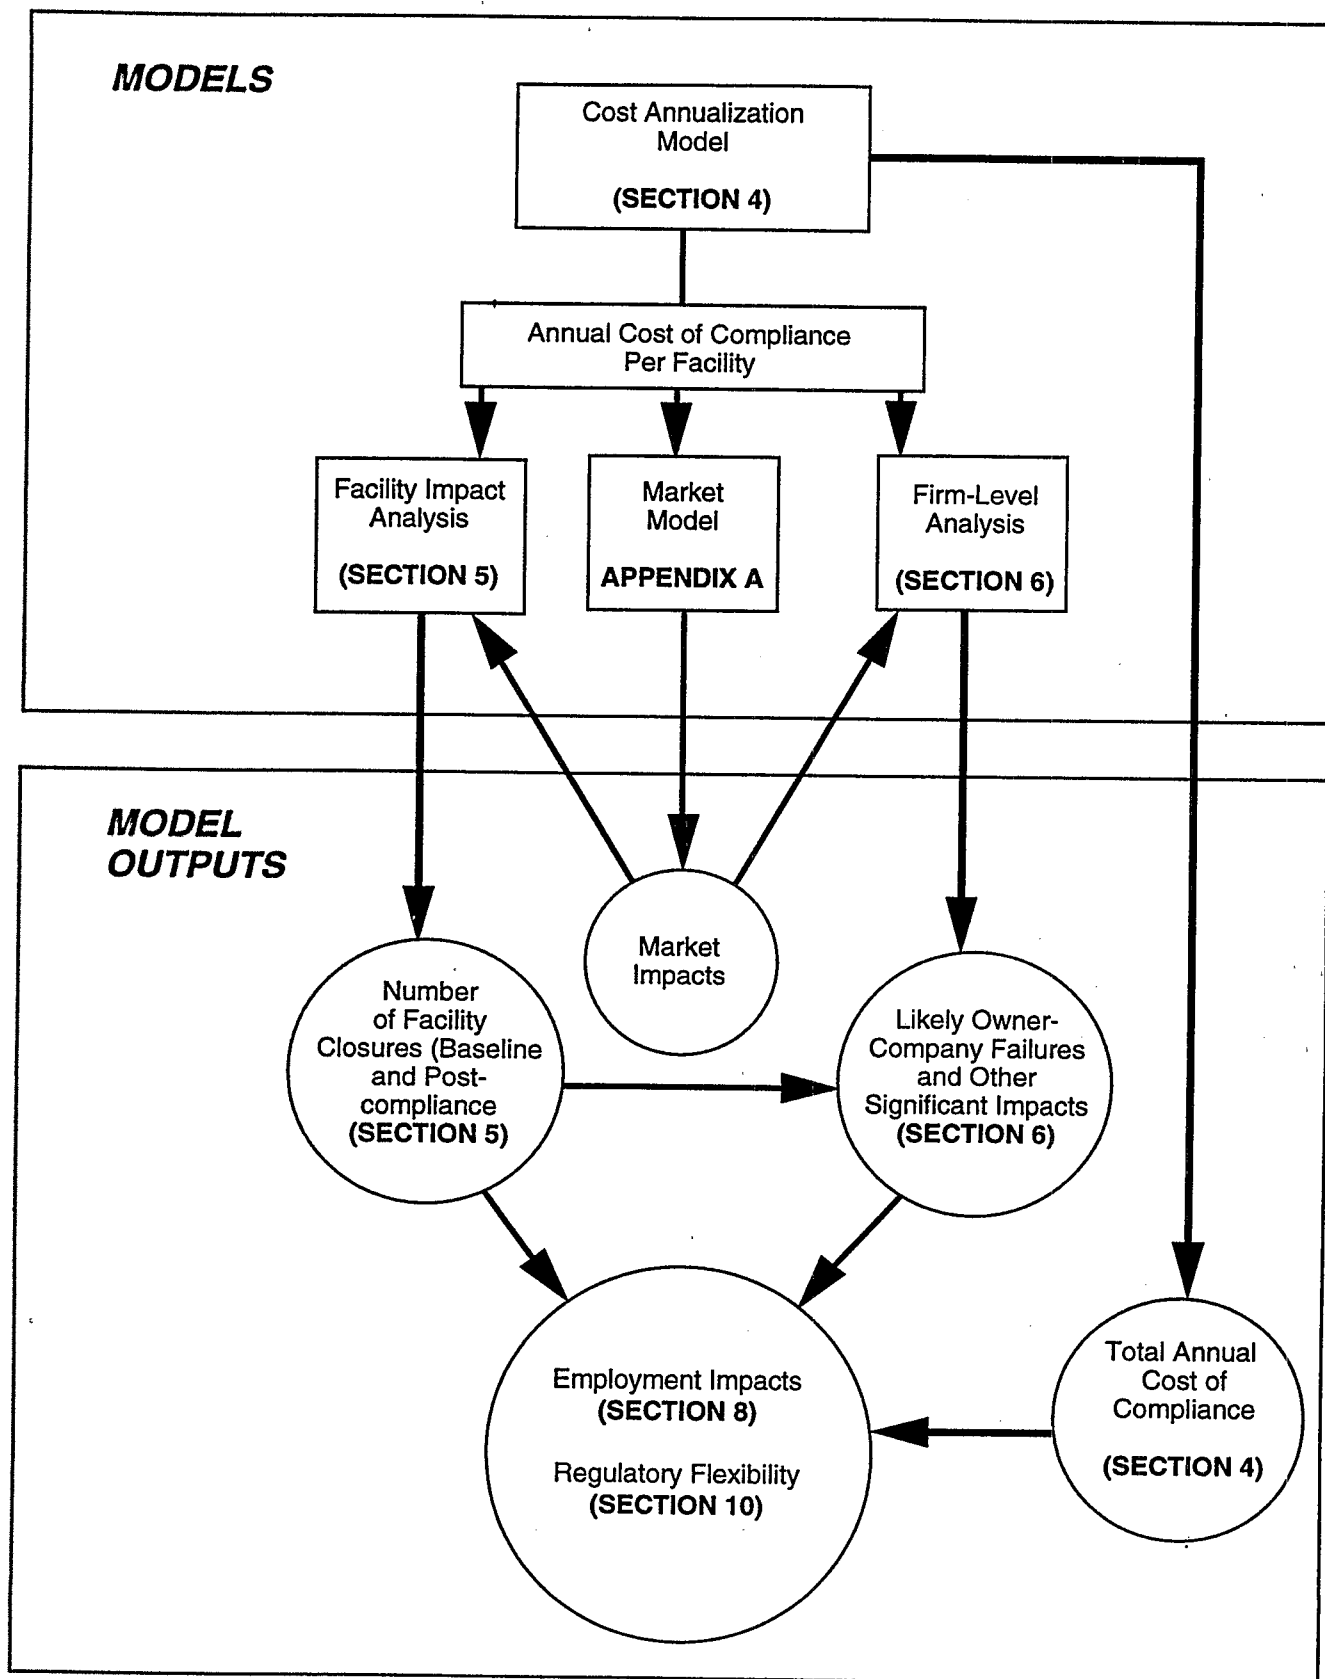 MODELS
Cost Annualization
Model
(SECTION 4)
Annual Cost of Compliance
Per Facility
Facility Impact
Analysis
(SECTION 5)
Market
Model
APPENDIX A
Firm-Level
Analysis
(SECTION 6)
MODEL
OUTPUTS
Market
Impacts
Number
of Facility
Closures (Baseline
and Post-
compliance
(SECTION 5)
Likely Owner-
Company Failures
and Other
Significant Impacts
(SECTION 6)
Employment Impacts
(SECTION 8)
Regulatory Flexibility
(SECTION 10)
Total Annual
Cost of
Compliance
(SECTION 4)